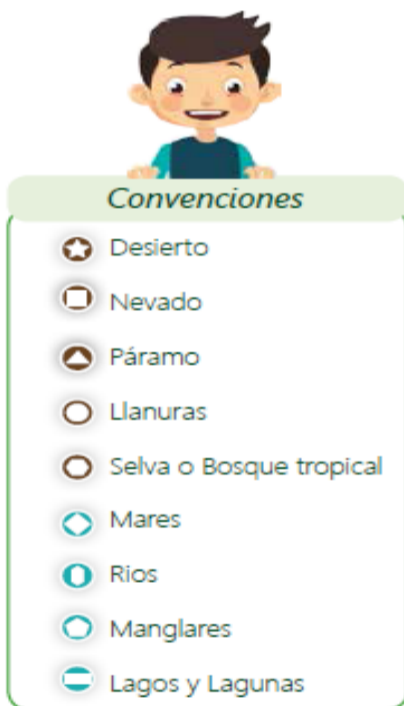 Convenciones
Desierto
Nevado
Páramo
Llanuras
Selva o Bosque tropical
Mares
Rios
Manglares
Lagos y Lagunas